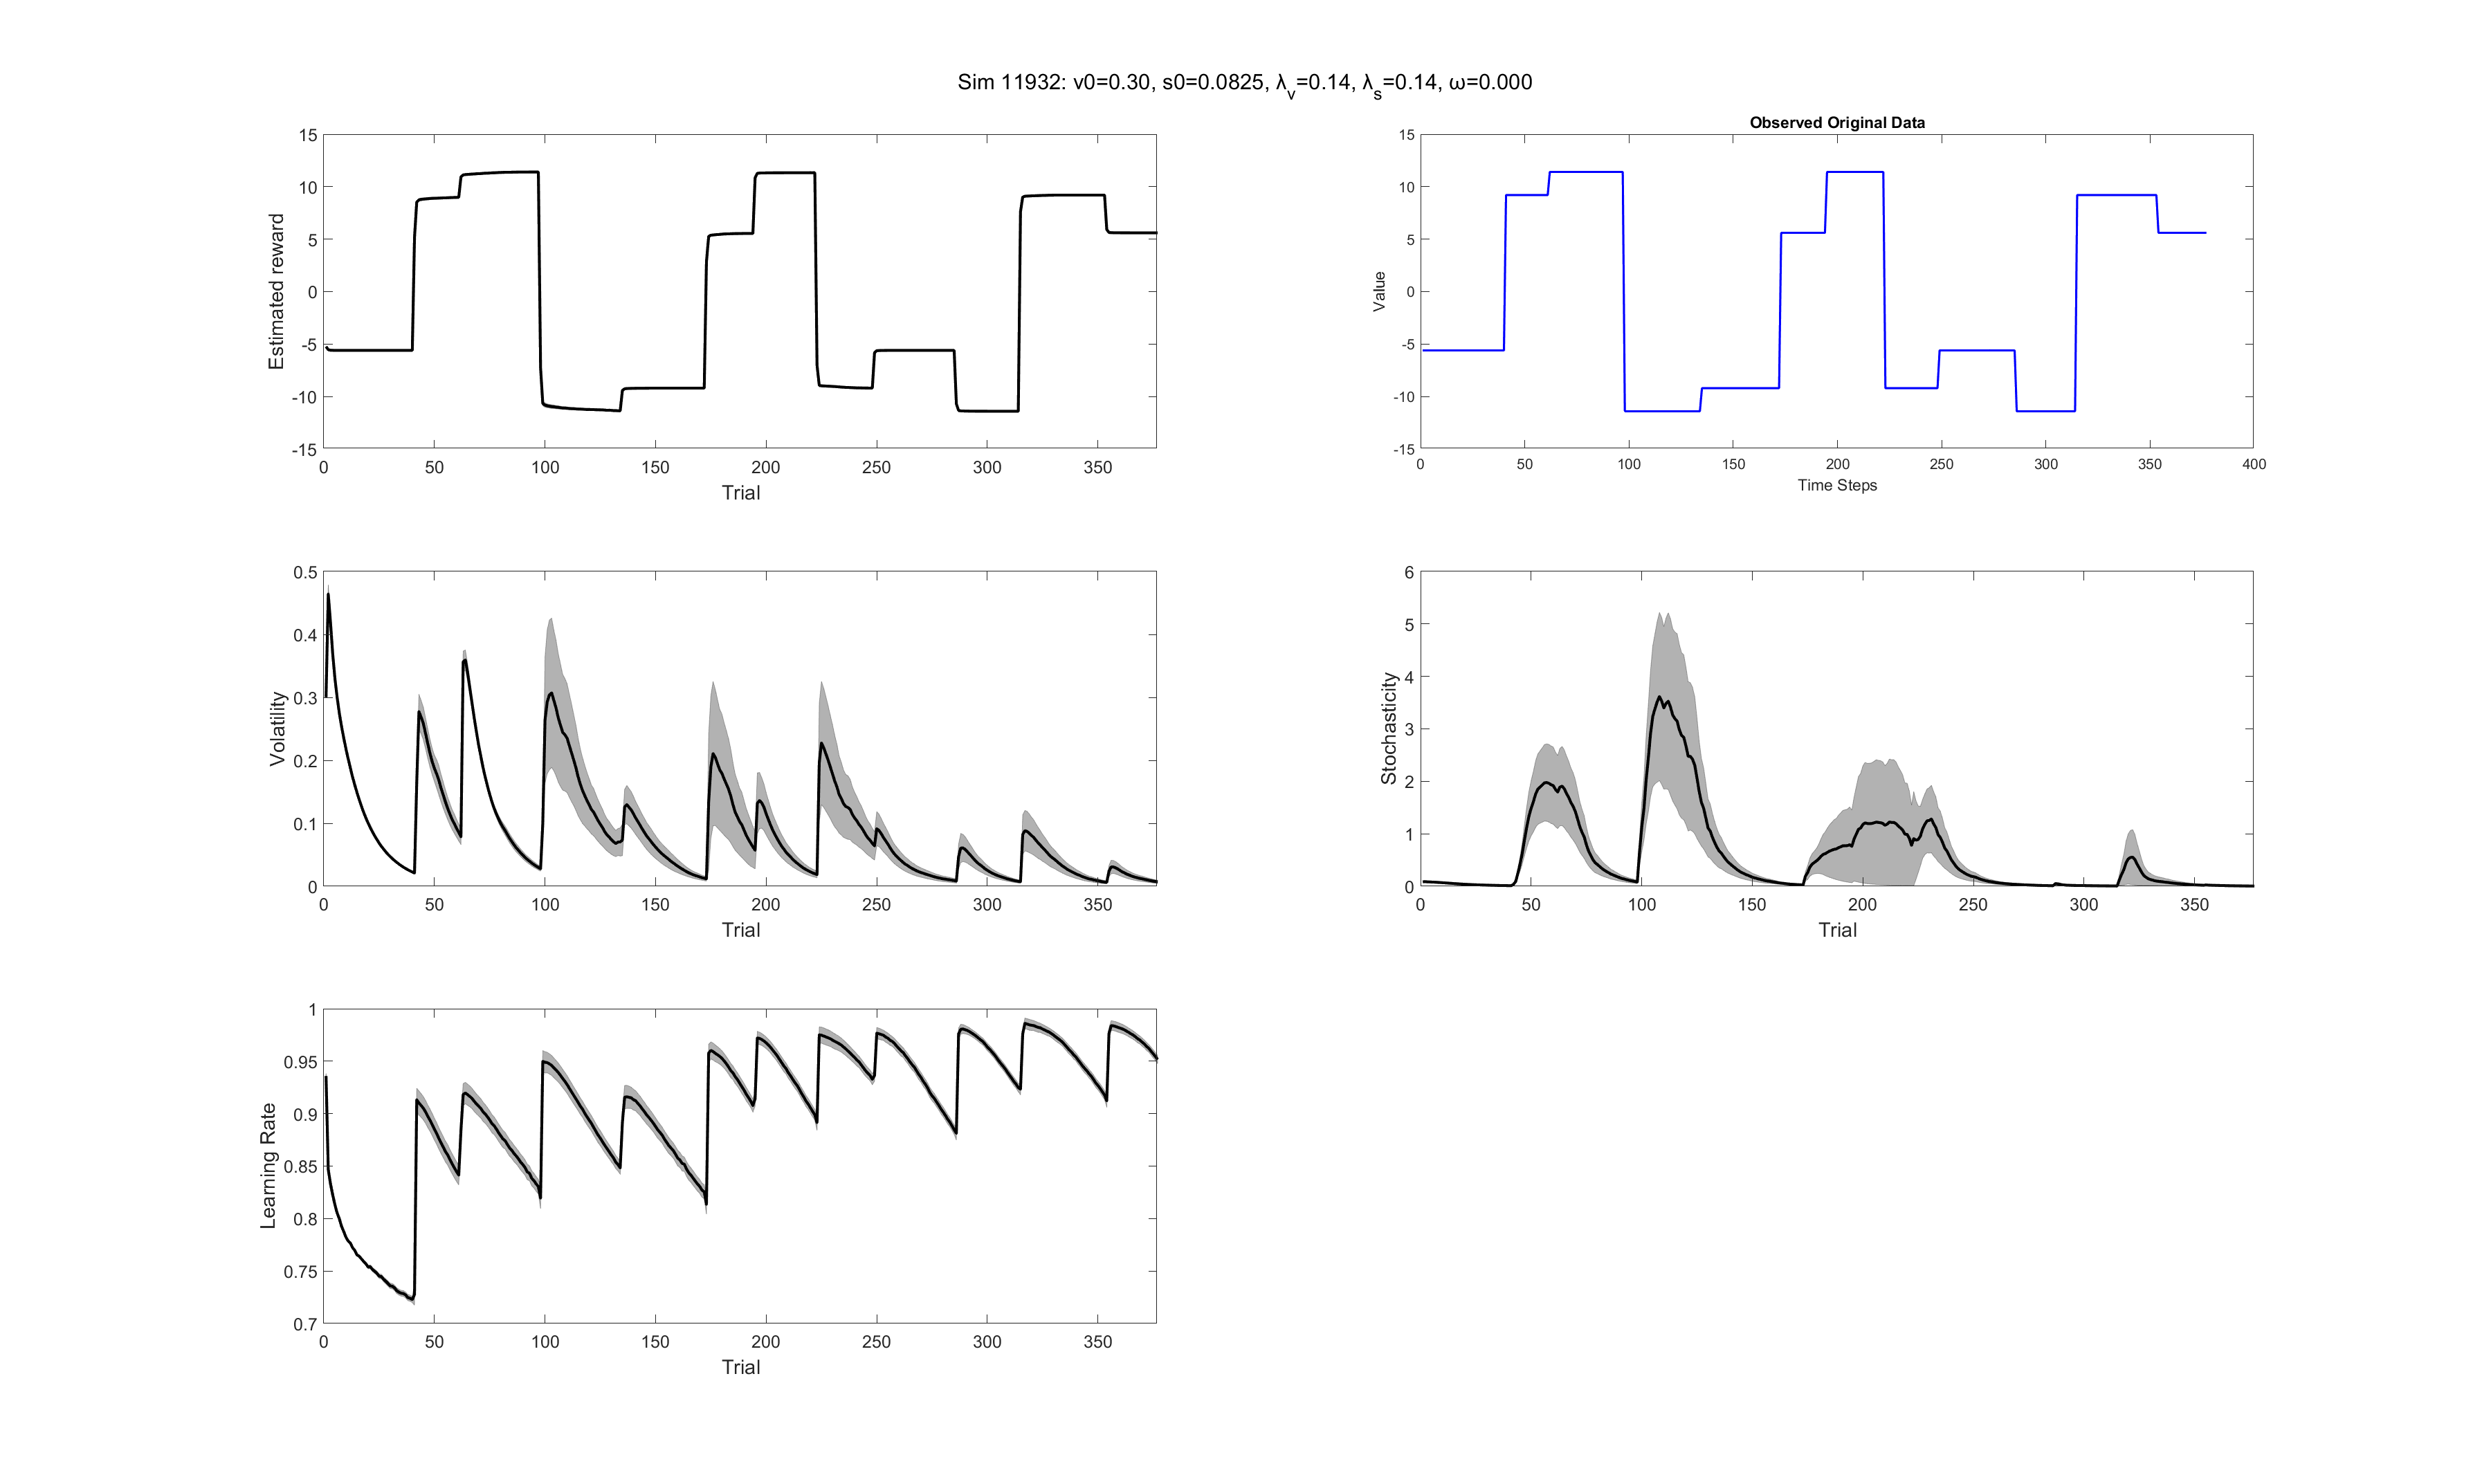 Sim 11932: v0=0.30, s0=0.0825, λv=0.14, λs=0.14, ω=0.000
Estimated reward
15
10
5
0
-5
-10
-15
0 50 100 150 200 250 300 350
Trial
Observed Original Data
Value
15
10
5
0
-5
-10
-15
0 50 100 150 200 250 300 350 400
Time Steps
Volatility
0.5
0.4
0.3
0.2
0.1
0
0 50 100 150 200 250 300 350
Trial
Stochasticity
6
5
4
3
2
1
0
0 50 100 150 200 250 300 350
Trial
Learning Rate
1
0.95
0.9
0.85
0.8
0.75
0.7
0 50 100 150 200 250 300 350
Trial